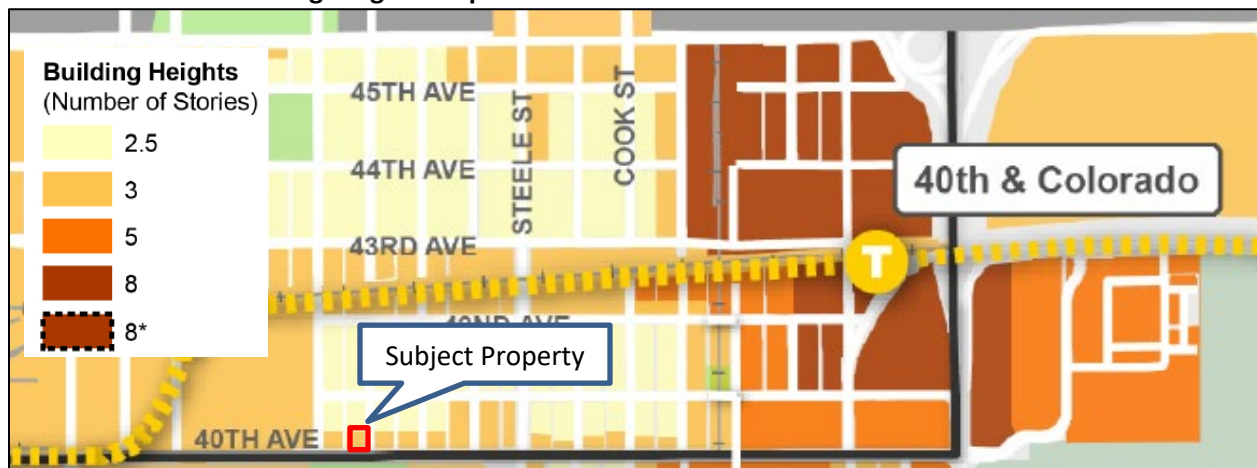 Building Heights
(Number of Stories)
2.5
3
5
8
8*
45TH AVE
44TH AVE
43RD AVE
STEELE ST
COOK ST
40th & Colorado
T
Subject Property
40TH AVE